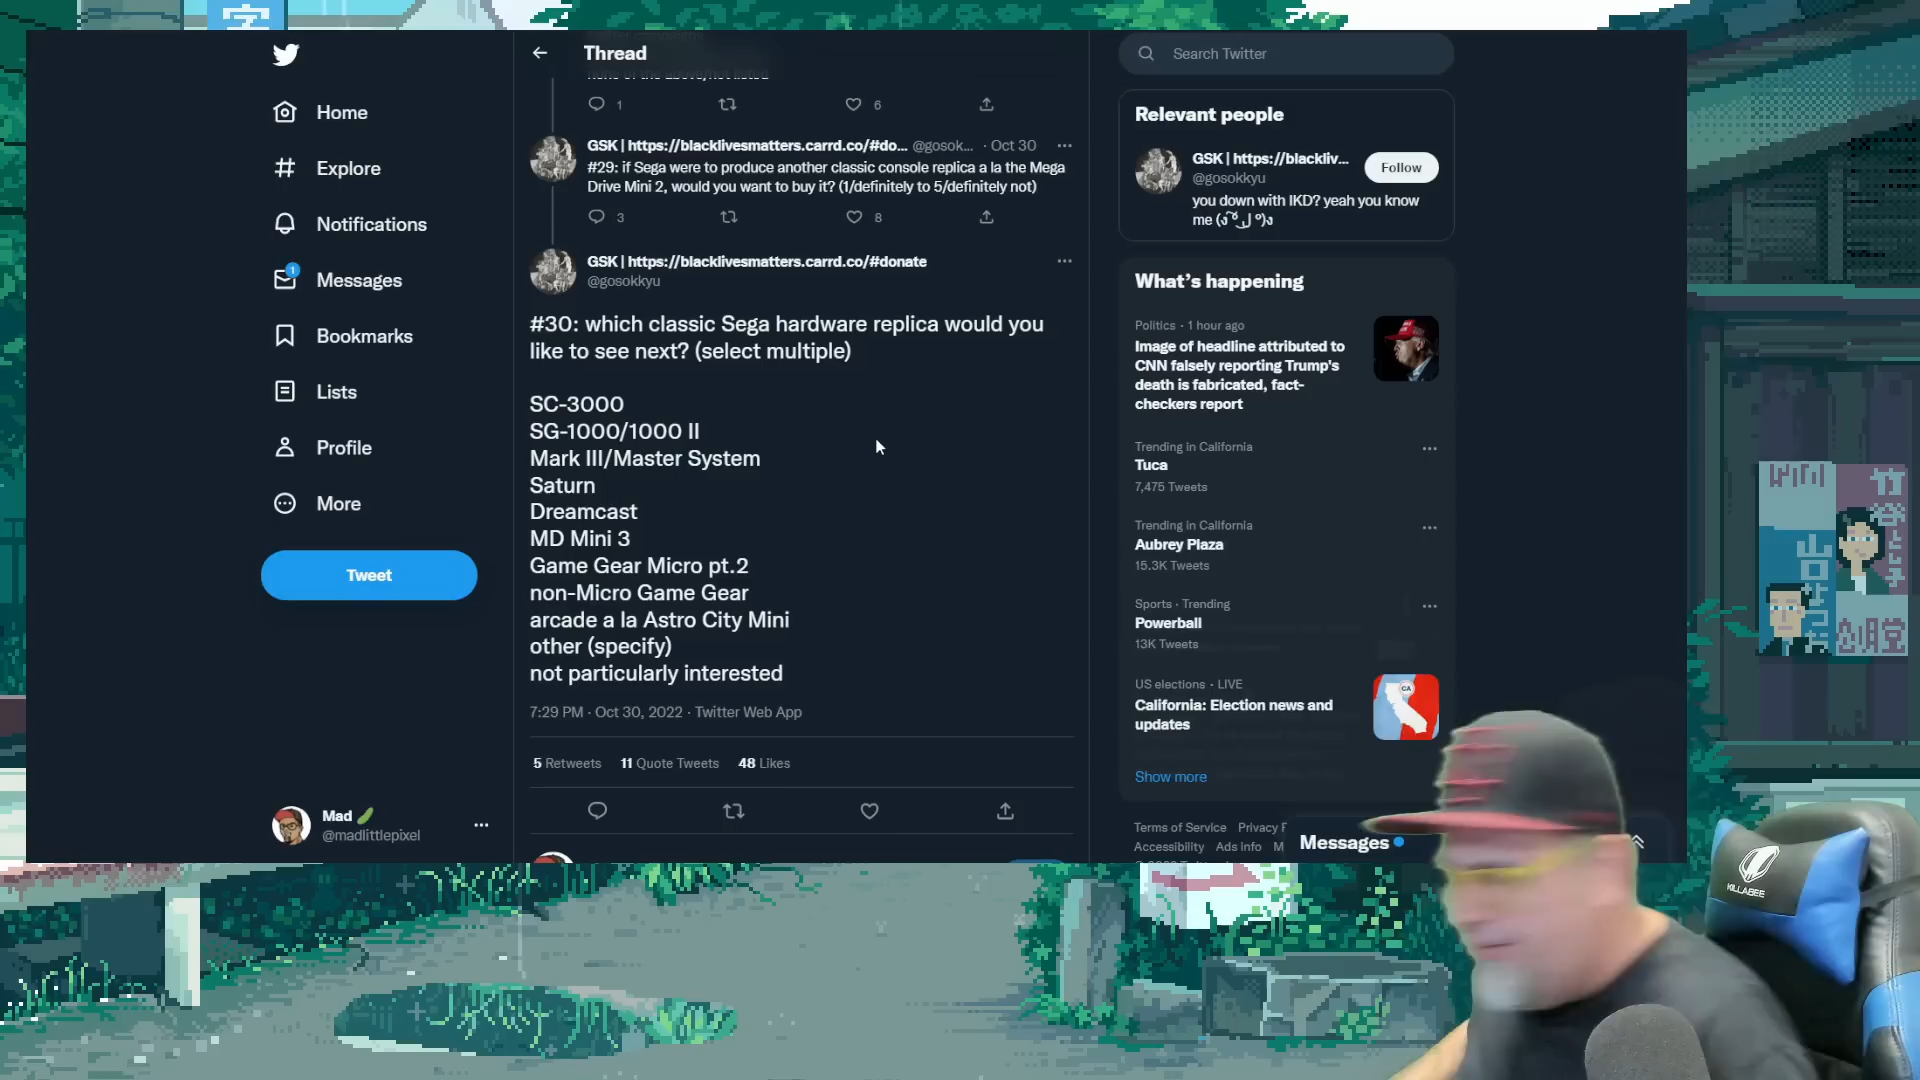 字
Home
Explore
Notifications
1
Messages
Bookmarks
Lists
Profile
More
Tweet
Mad
@madlittlepixel
Thread
1
6
GSK | https://blacklivesmatters.carrd.co/#do... @gosok... · Oct 30
#29: if Sega were to produce another classic console replica a la the Mega
Drive Mini 2, would you want to buy it? (1/definitely to 5/definitely not)
3
8
GSK | https://blacklivesmatters.carrd.co/#donate
@gosokkyu
#30: which classic Sega hardware replica would you
like to see next? (select multiple)
SC-3000
SG-1000/1000 II
Mark III/Master System
Saturn
Dreamcast
MD Mini 3
Game Gear Micro pt.2
non-Micro Game Gear
arcade a la Astro City Mini
other (specify)
not particularly interested
7:29 PM · Oct 30, 2022 · Twitter Web App
5 Retweets 11 Quote Tweets 48 Likes
Search Twitter
Relevant people
GSK | https://blackliv...
Follow
@gosokkyu
you down with IKD? yeah you know
me
What's happening
Politics · 1 hour ago
Image of headline attributed to
CNN falsely reporting Trump's
death is fabricated, fact-
checkers report
Trending in California
Tuca
7,475 Tweets
Trending in California
Aubrey Plaza
15.3K Tweets
Sports · Trending
Powerball
13K Tweets
US elections · LIVE
California: Election news and
updates
CA
Show more
Terms of Service Privacy
Accessibility Ads info
Messages
KILLABEE